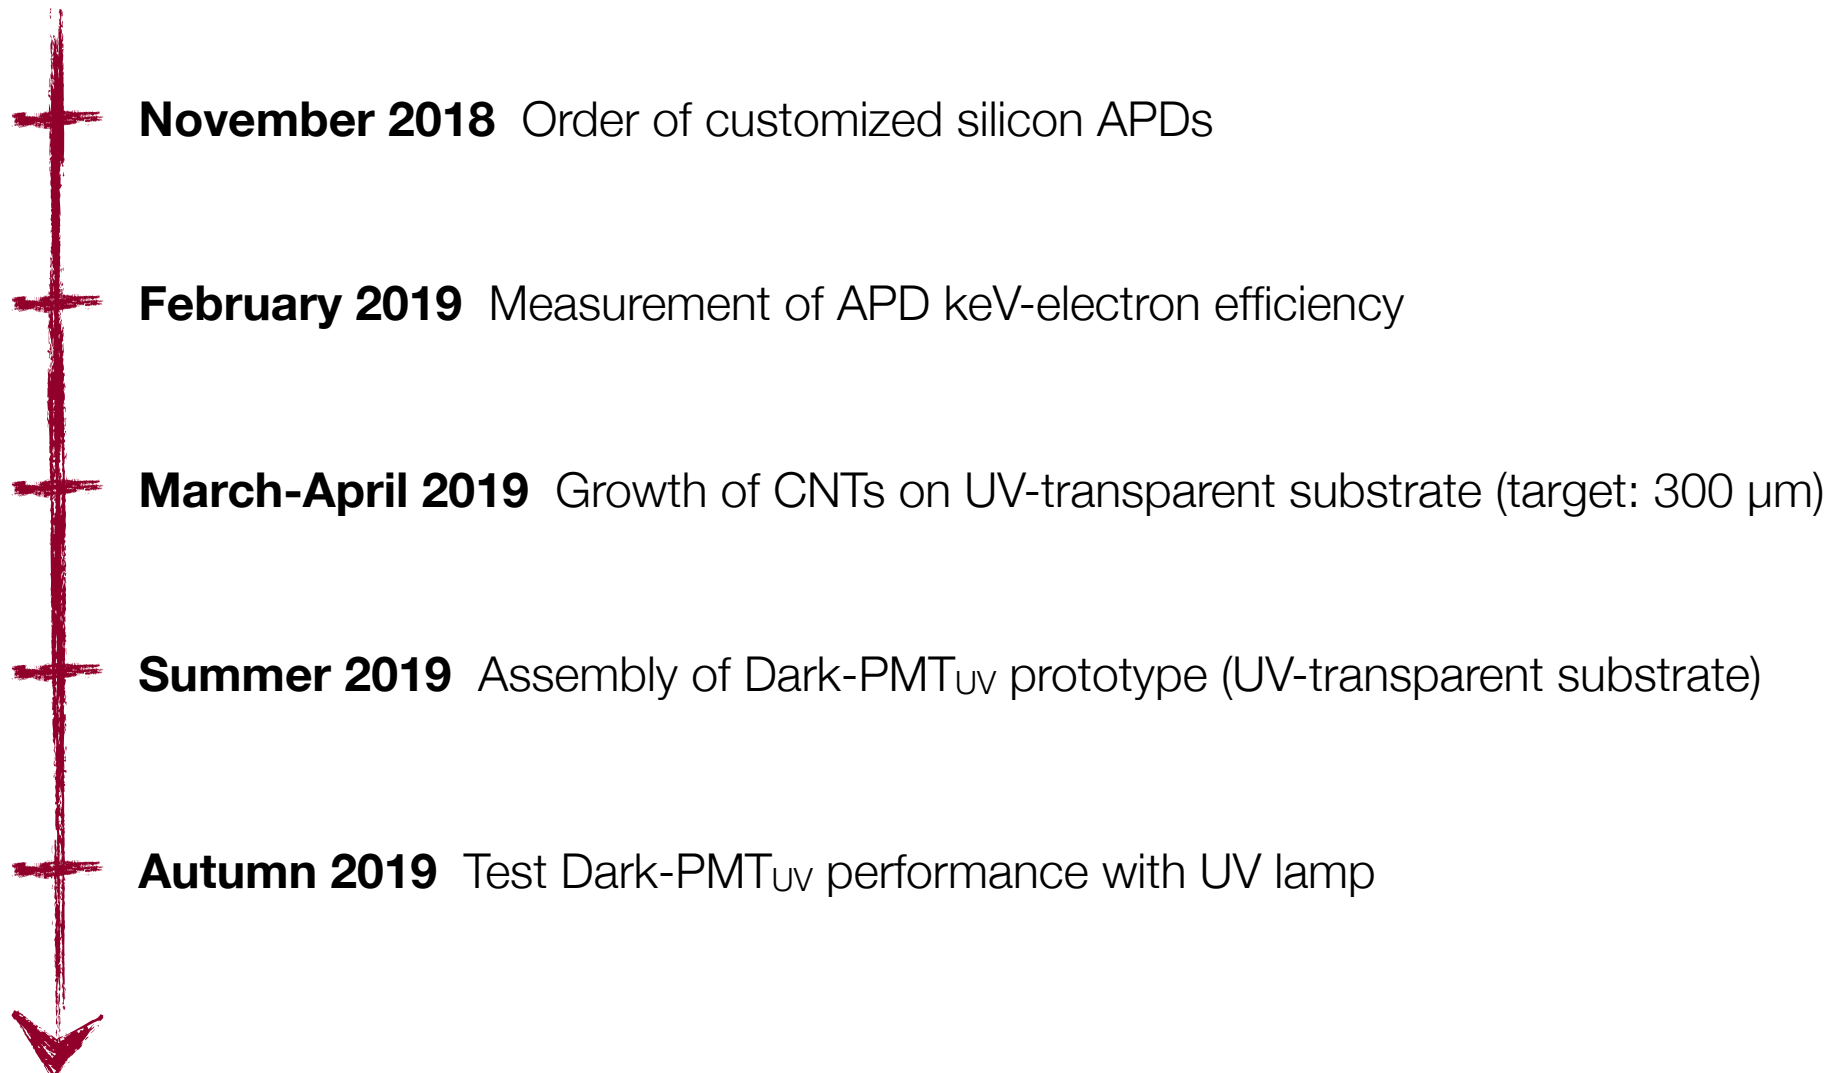 November 2018 Order of customized silicon APDs
February 2019 Measurement of APD keV-electron efficiency
March-April 2019 Growth of CNTs on UV-transparent substrate (target: 300 µm)
Summer 2019 Assembly of Dark-PMTUV prototype (UV-transparent substrate)
Autumn 2019 Test Dark-PMTUV performance with UV lamp